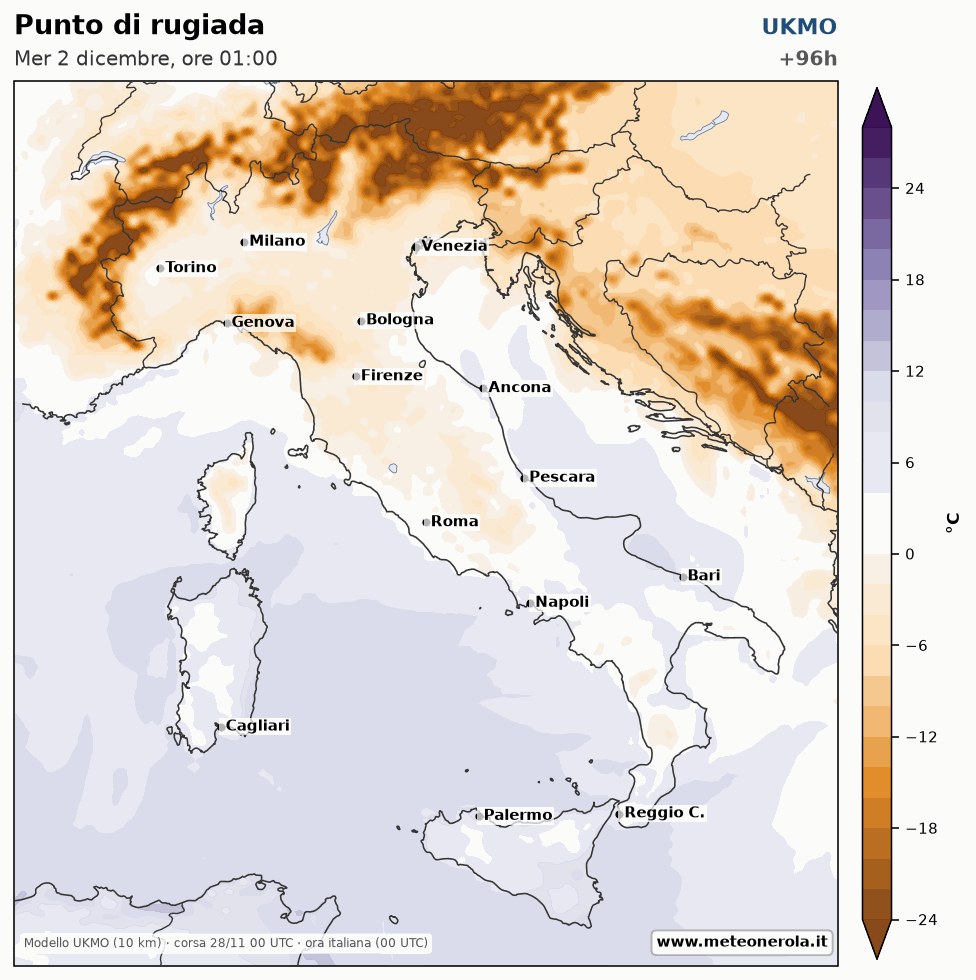 Punto di rugiada
UKMO
Mer 2 dicembre, ore 01:00
+96h
Milano
Venezia
Torino
Genova
Bologna
Firenze
Ancona
Pescara
Roma
Bari
Napoli
Cagliari
Palermo
Reggio C.
24
18
12
6
0
−6
−12
−18
−24
°C
Modello UKMO (10 km) · corsa 28/11 00 UTC · ora italiana (00 UTC)
www.meteonerola.it